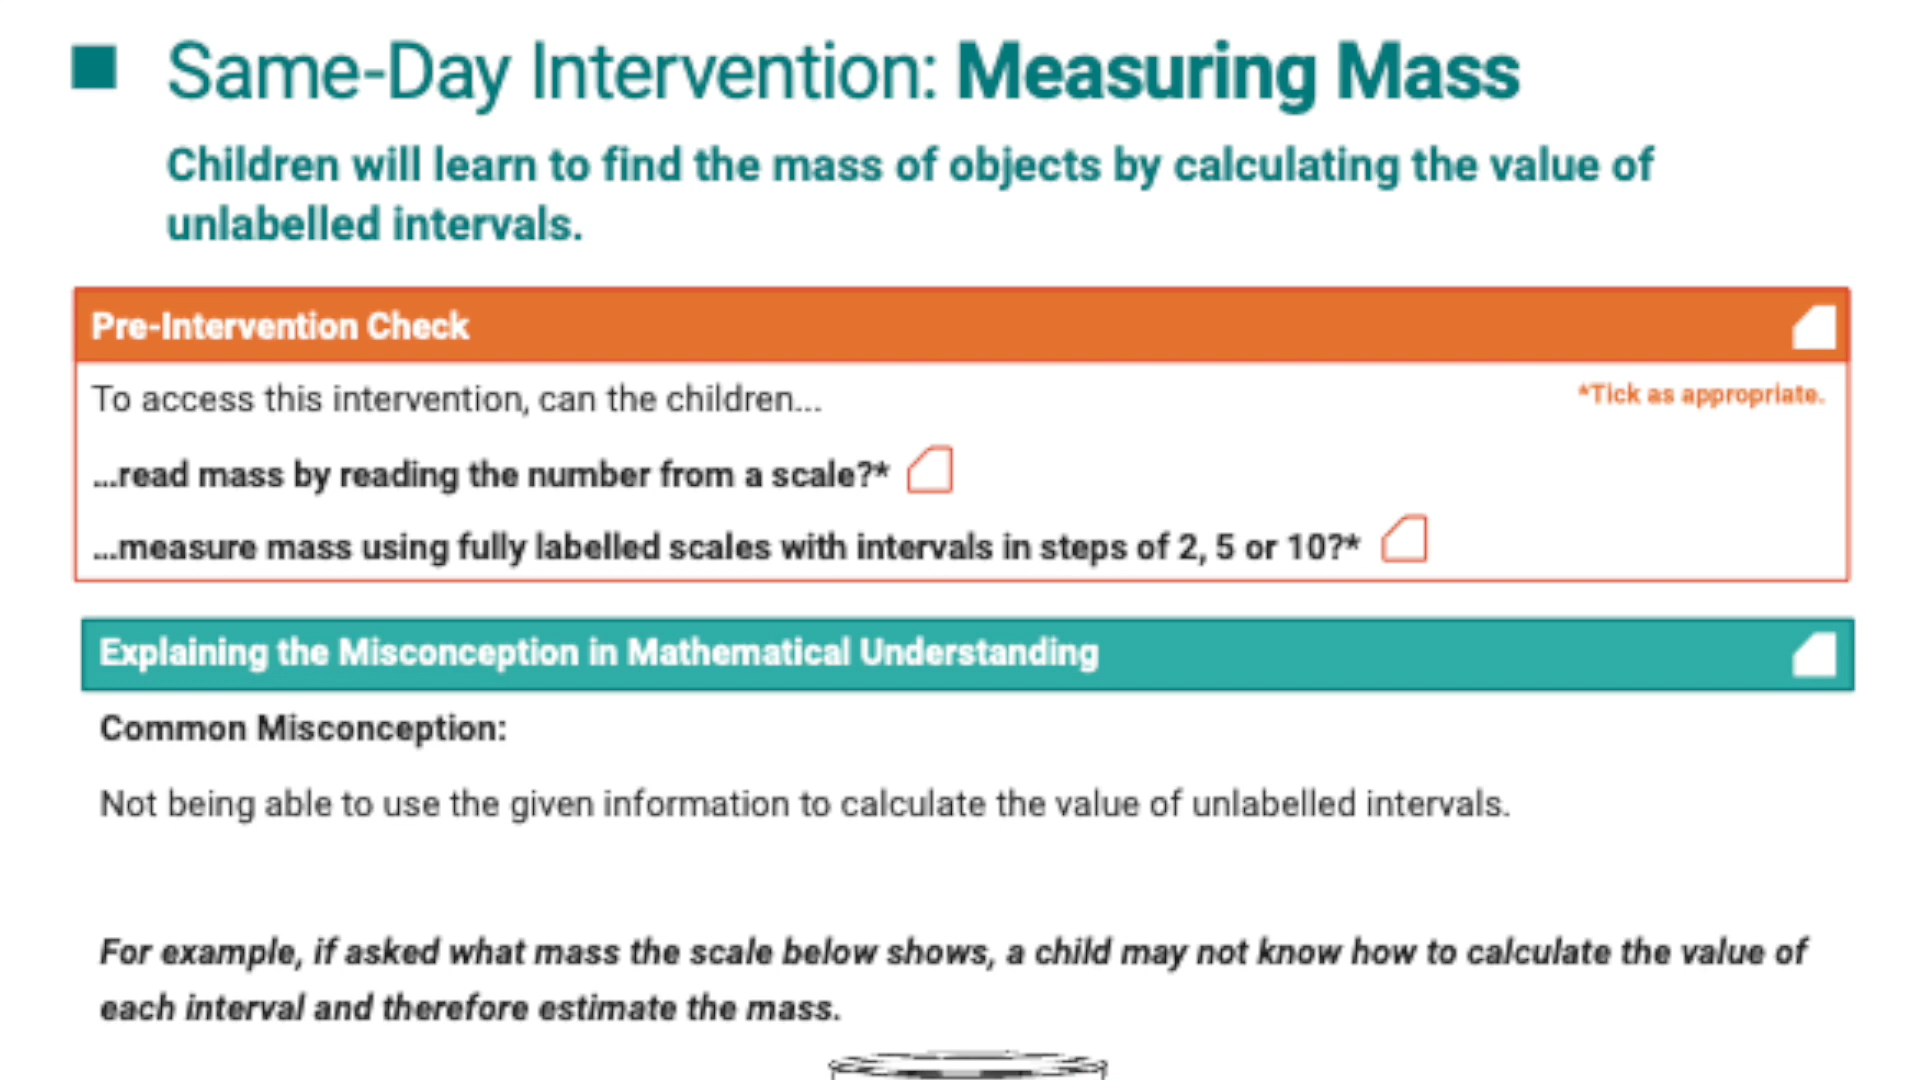 Same-Day Intervention: Measuring Mass
Children will learn to find the mass of objects by calculating the value of
unlabelled intervals.
Pre-Intervention Check
To access this intervention, can the children...
*Tick as appropriate.
...read mass by reading the number from a scale?*
...measure mass using fully labelled scales with intervals in steps of 2, 5 or 10?*
Explaining the Misconception in Mathematical Understanding
Common Misconception:
Not being able to use the given information to calculate the value of unlabelled intervals.
For example, if asked what mass the scale below shows, a child may not know how to calculate the value of
each interval and therefore estimate the mass.